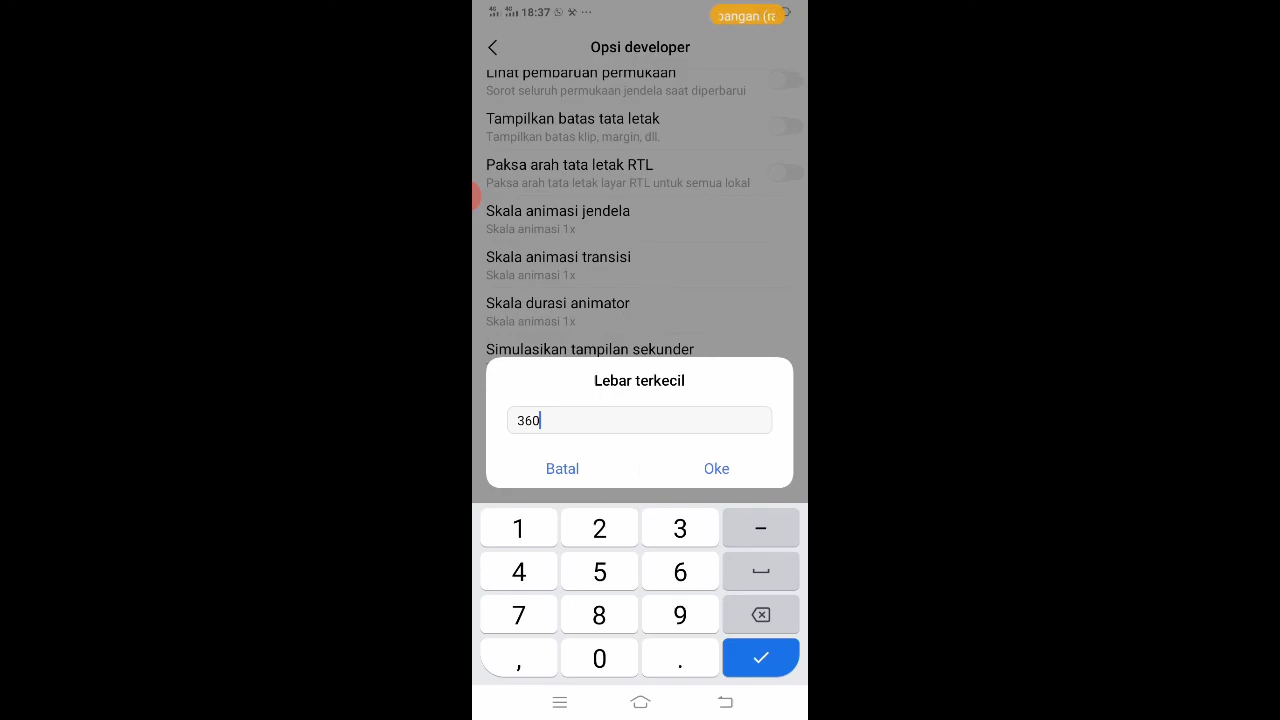 18:37
Opsi developer
Lihat pembaruan permukaan
Sorot seluruh permukaan jendela saat diperbarui
Tampilkan batas tata letak
Tampilkan batas klip, margin, dll.
Paksa arah tata letak RTL
Paksa arah tata letak layar RTL untuk semua lokal
Skala animasi jendela
Skala animasi 1x
Skala animasi transisi
Skala animasi 1x
Skala durasi animator
Skala animasi 1x
Simulasikan tampilan sekunder
Lebar terkecil
360
Batal Oke
1 2 3 -
4 5 6
7 8 9
, 0 .